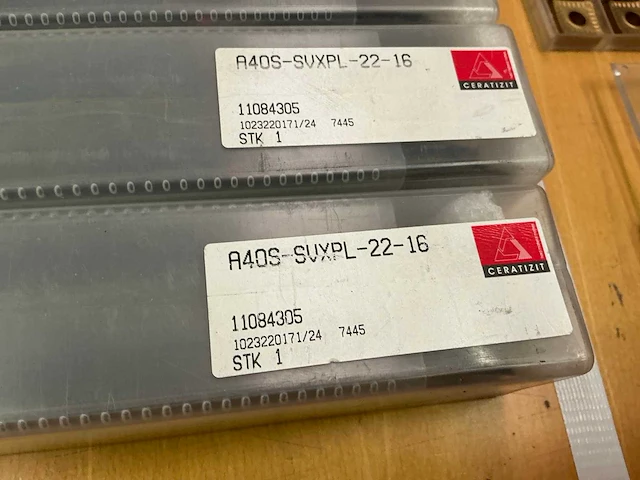 A40S-SVXPL-22-16
CERATIZIT
11084305
1023220171/24 7445
STK 1
A40S-SVXPL-22-16
CERATIZIT
11084305
1023220171/24 7445
STK 1